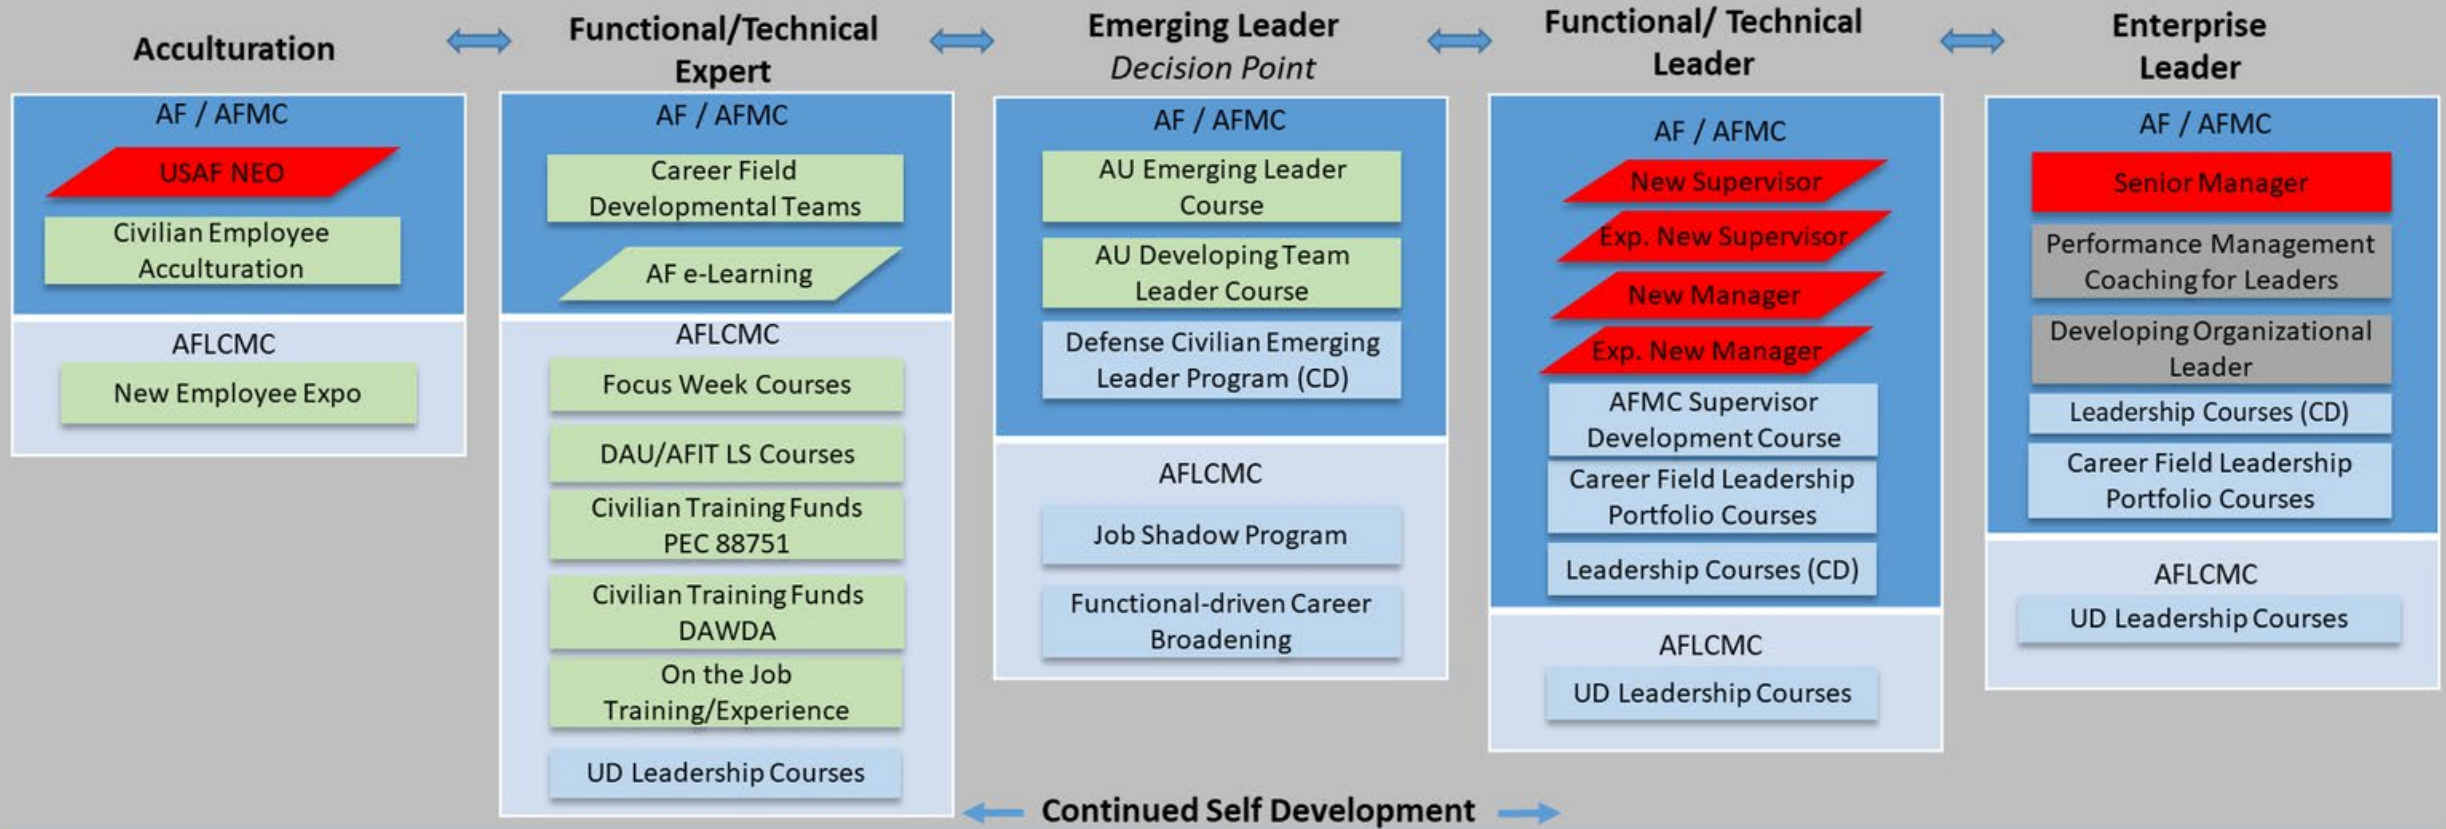 Acculturation
AF / AFMC
USAF NEO
Civilian Employee
Acculturation
AFLCMC
New Employee Expo
Functional/Technical
Expert
AF / AFMC
Career Field
Developmental Teams
AF e-Learning
AFLCMC
Focus Week Courses
DAU/AFIT LS Courses
Civilian Training Funds
PEC 88751
Civilian Training Funds
DAWDA
On the Job
Training/Experience
UD Leadership Courses
Emerging Leader
Decision Point
AF / AFMC
AU Emerging Leader
Course
AU Developing Team
Leader Course
Defense Civilian Emerging
Leader Program (CD)
AFLCMC
Job Shadow Program
Functional-driven Career
Broadening
Functional/ Technical
Leader
AF / AFMC
New Supervisor
Exp. New Supervisor
New Manager
Exp. New Manager
AFMC Supervisor
Development Course
Career Field Leadership
Portfolio Courses
Leadership Courses (CD)
AFLCMC
UD Leadership Courses
Enterprise
Leader
AF / AFMC
Senior Manager
Performance Management
Coaching for Leaders
Developing Organizational
Leader
Leadership Courses (CD)
Career Field Leadership
Portfolio Courses
AFLCMC
UD Leadership Courses
Continued Self Development